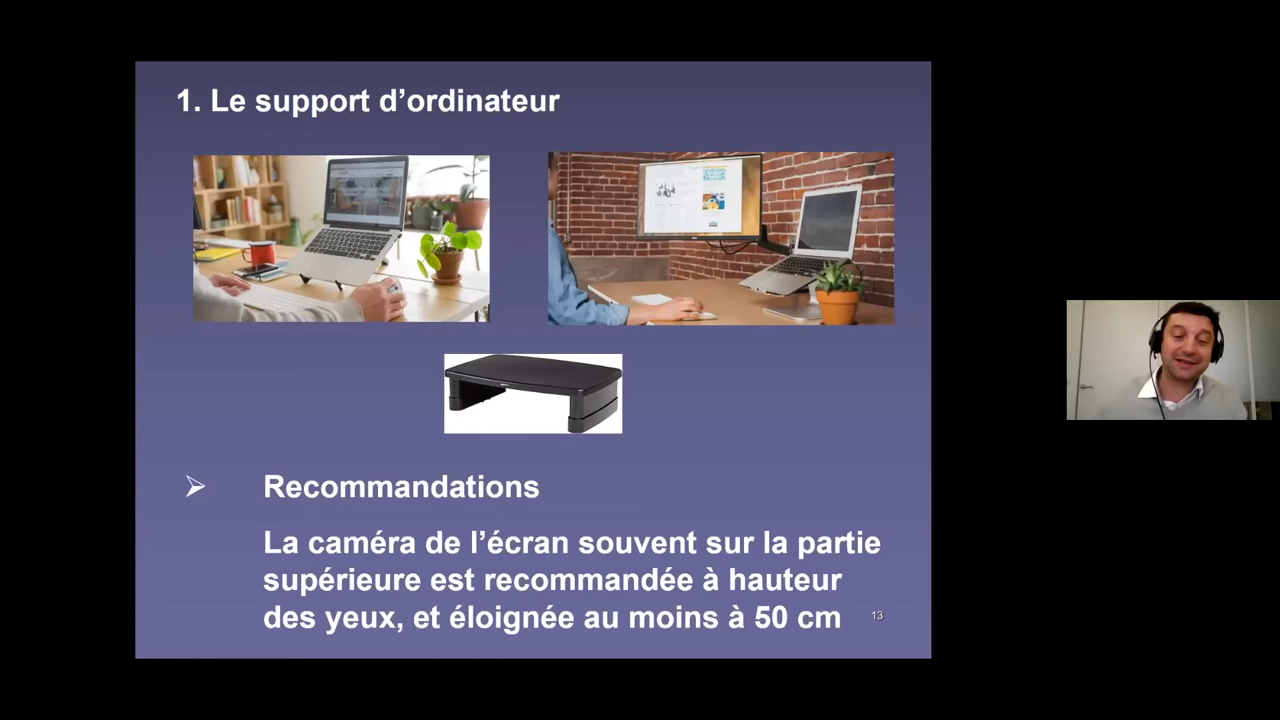 1. Le support d’ordinateur
Recommandations
La caméra de l’écran souvent sur la partie
supérieure est recommandée à hauteur
des yeux, et éloignée au moins à 50 cm
13